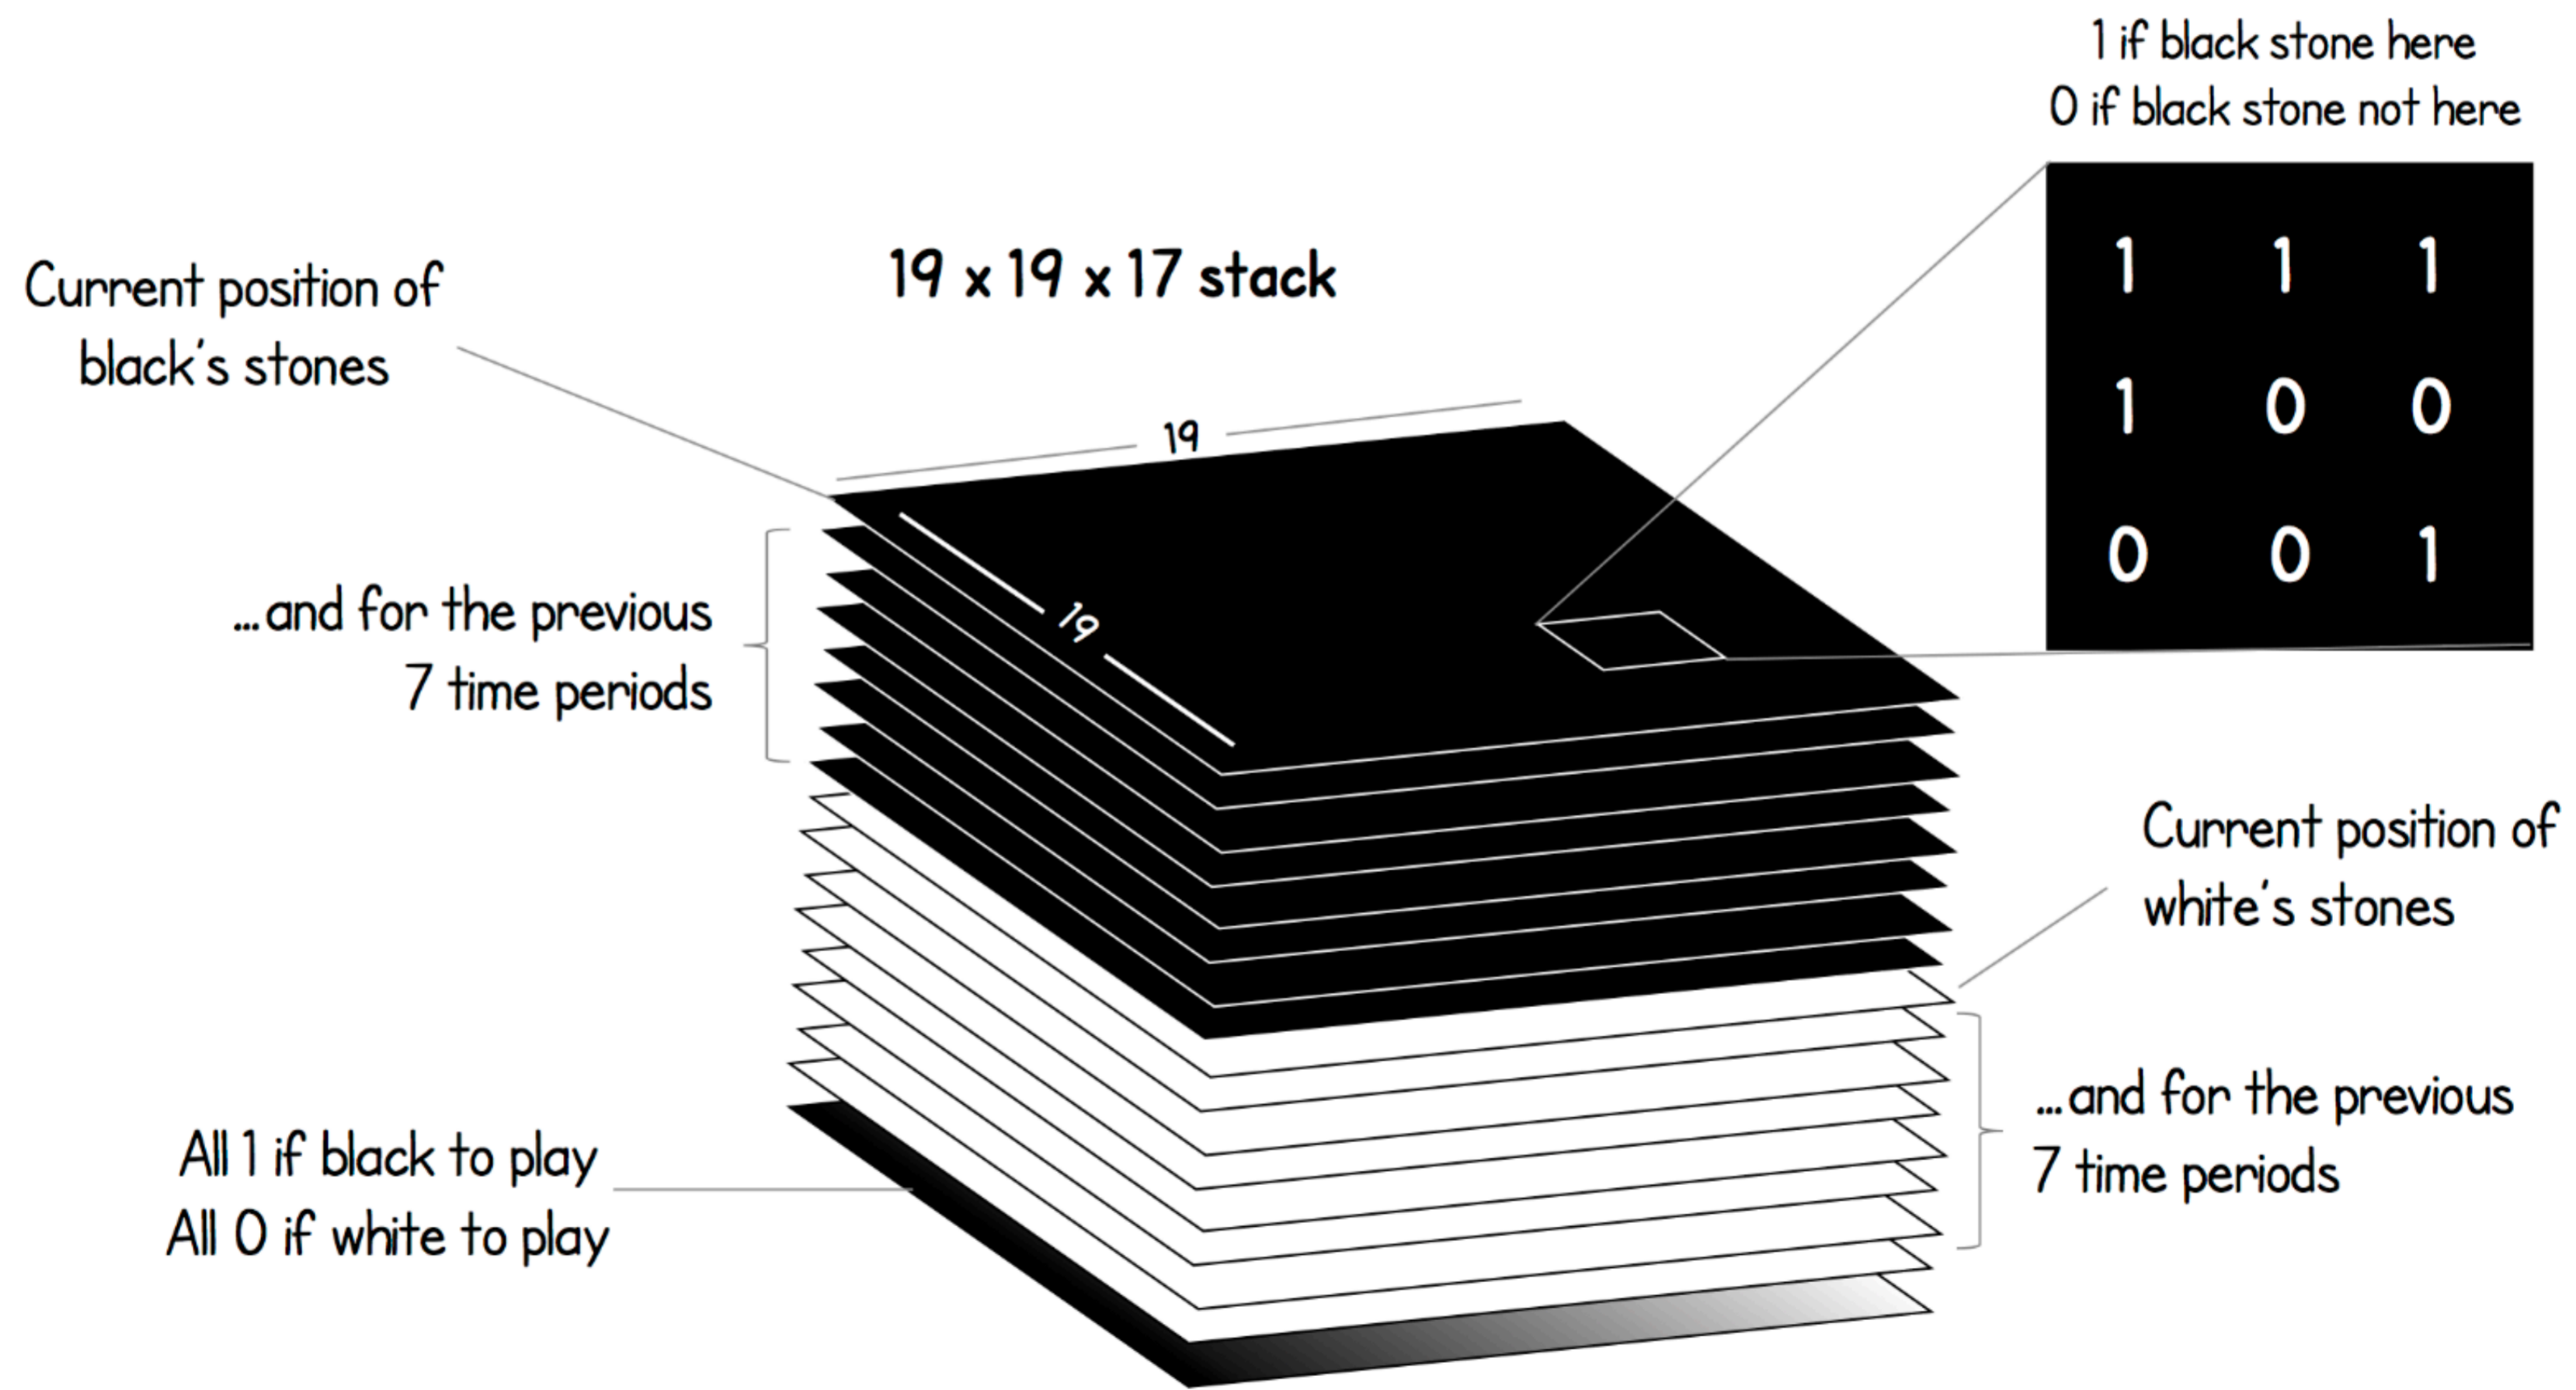 1 if black stone here
0 if black stone not here
1 1 1
1 0 0
0 0 1
19 x 19 x 17 stack
Current position of
black's stones
19
19
...and for the previous
7 time periods
Current position of
white's stones
...and for the previous
7 time periods
All 1 if black to play
All 0 if white to play